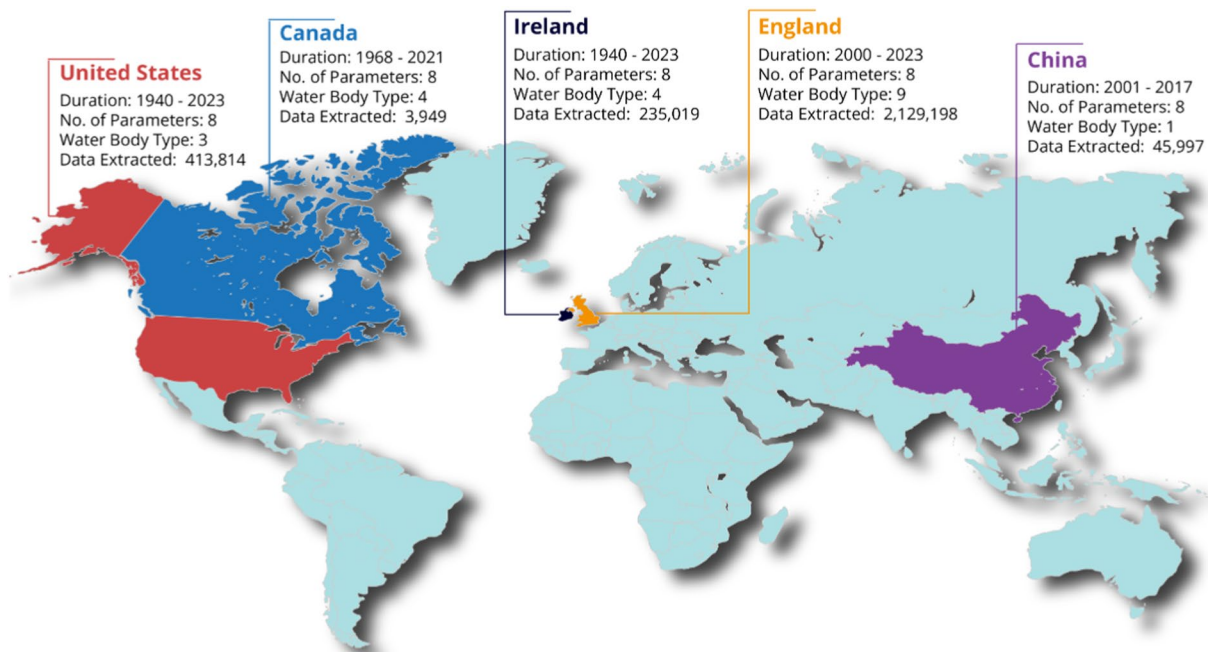 United States
Duration: 1940 - 2023
No. of Parameters: 8
Water Body Type: 3
Data Extracted: 413,814
Canada
Duration: 1968 - 2021
No. of Parameters: 8
Water Body Type: 4
Data Extracted: 3,949
Ireland
Duration: 1940 - 2023
No. of Parameters: 8
Water Body Type: 4
Data Extracted: 235,019
England
Duration: 2000 - 2023
No. of Parameters: 8
Water Body Type: 9
Data Extracted: 2,129,198
China
Duration: 2001 - 2017
No. of Parameters: 8
Water Body Type: 1
Data Extracted: 45,997